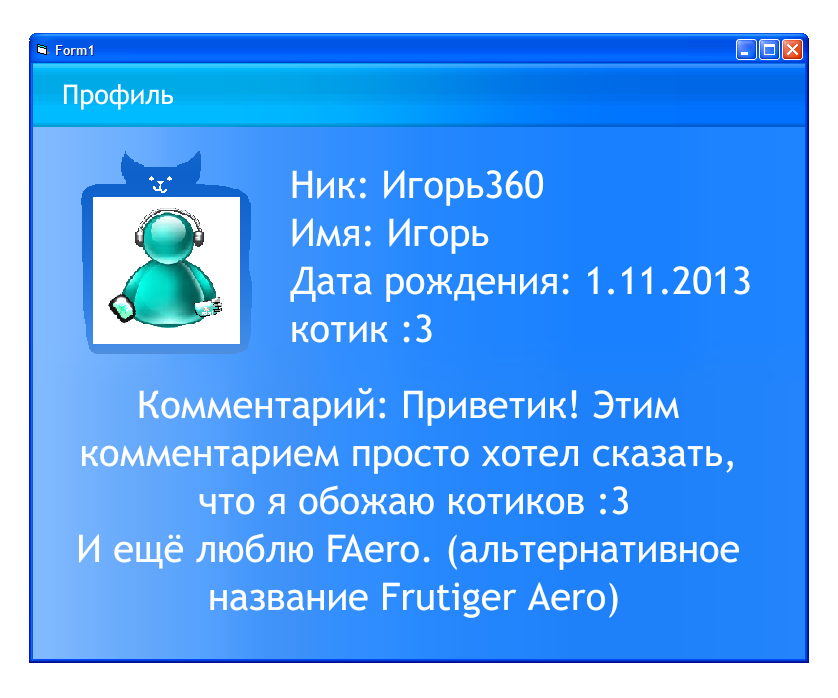 Form1
Профиль
Ник: Игорь360
Имя: Игорь
Дата рождения: 1.11.2013
котик :3
Комментарий: Приветик! Этим
комментарием просто хотел сказать,
что я обожаю котиков :3
И ещё люблю FAero. (альтернативное
название Frutiger Aero)